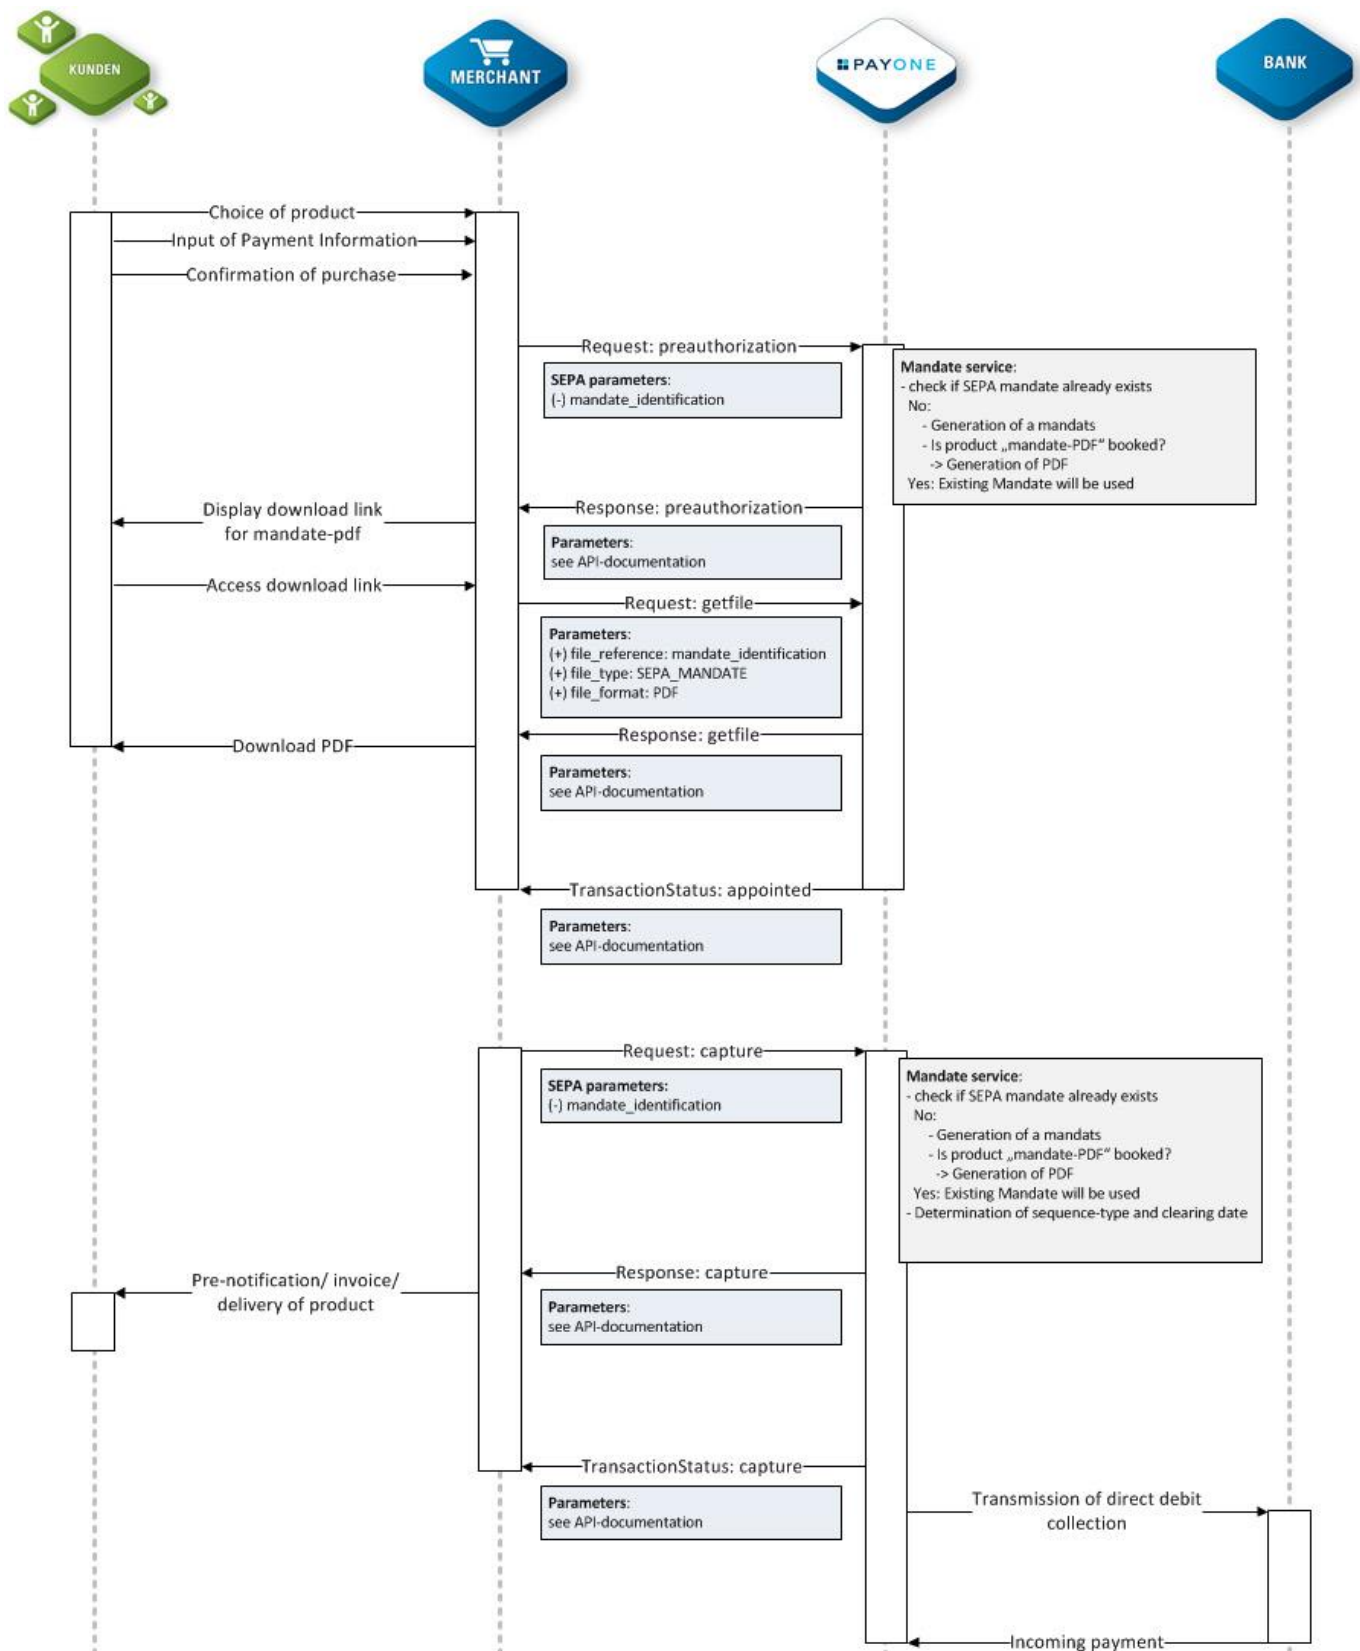 KUNDEN
MERCHANT
PAYONE
BANK
Choice of product
Input of Payment Information
Confirmation of purchase
Request: preauthorization
SEPA parameters:
(-) mandate_identification
Mandate service:
- check if SEPA mandate already exists
No:
- Generation of a mandats
- Is product „mandate-PDF“ booked?
-> Generation of PDF
Yes: Existing Mandate will be used
Response: preauthorization
Display download link
for mandate-pdf
Parameters:
see API-documentation
Access download link
Request: getfile
Parameters:
(+) file_reference: mandate_identification
(+) file_type: SEPA_MANDATE
(+) file_format: PDF
Response: getfile
Download PDF
Parameters:
see API-documentation
TransactionStatus: appointed
Parameters:
see API-documentation
Request: capture
SEPA parameters:
(-) mandate_identification
Mandate service:
- check if SEPA mandate already exists
No:
- Generation of a mandats
- Is product „mandate-PDF“ booked?
-> Generation of PDF
Yes: Existing Mandate will be used
- Determination of sequence-type and clearing date
Response: capture
Pre-notification/ invoice/
delivery of product
Parameters:
see API-documentation
TransactionStatus: capture
Parameters:
see API-documentation
Transmission of direct debit
collection
Incoming payment